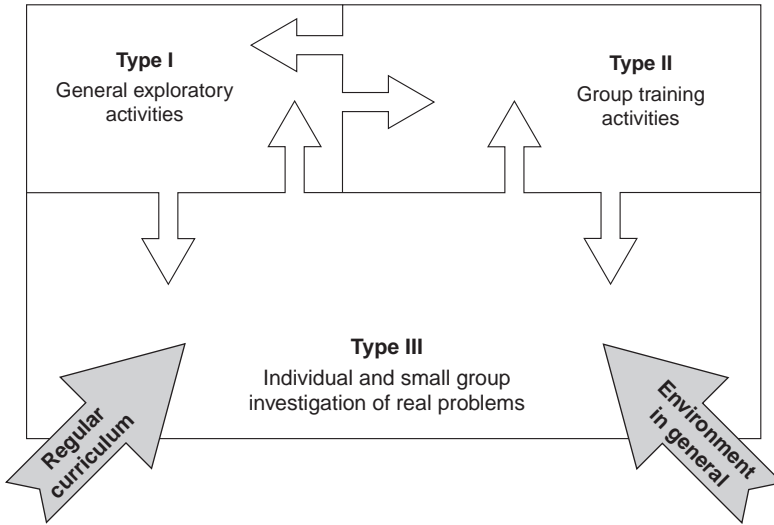 Type I
General exploratory
activities
Type II
Group training
activities
Type III
Individual and small group
investigation of real problems
Regular
curriculum
Environment
in general